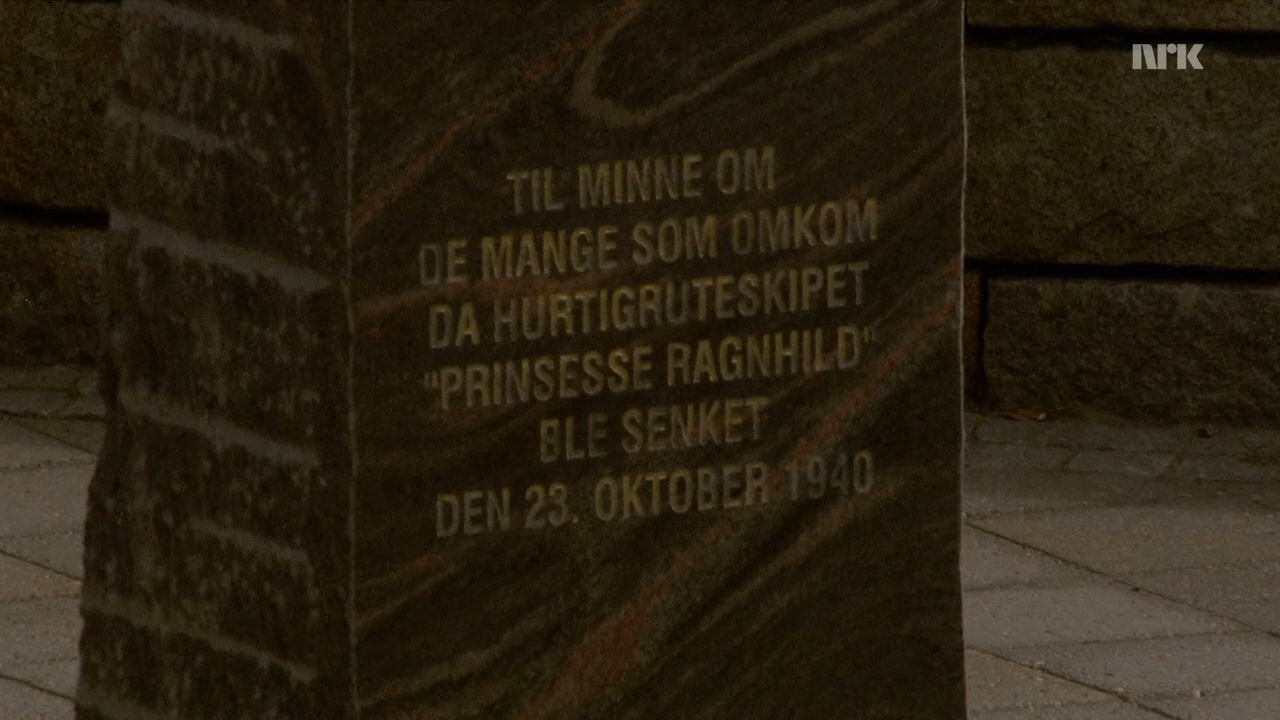 NRK
TIL MINNE OM
DE MANGE SOM OMKOM
DA HURTIGRUTESKIPET
"PRINSESSE RAGNHILD"
BLE SENKET
DEN 23. OKTOBER 1940